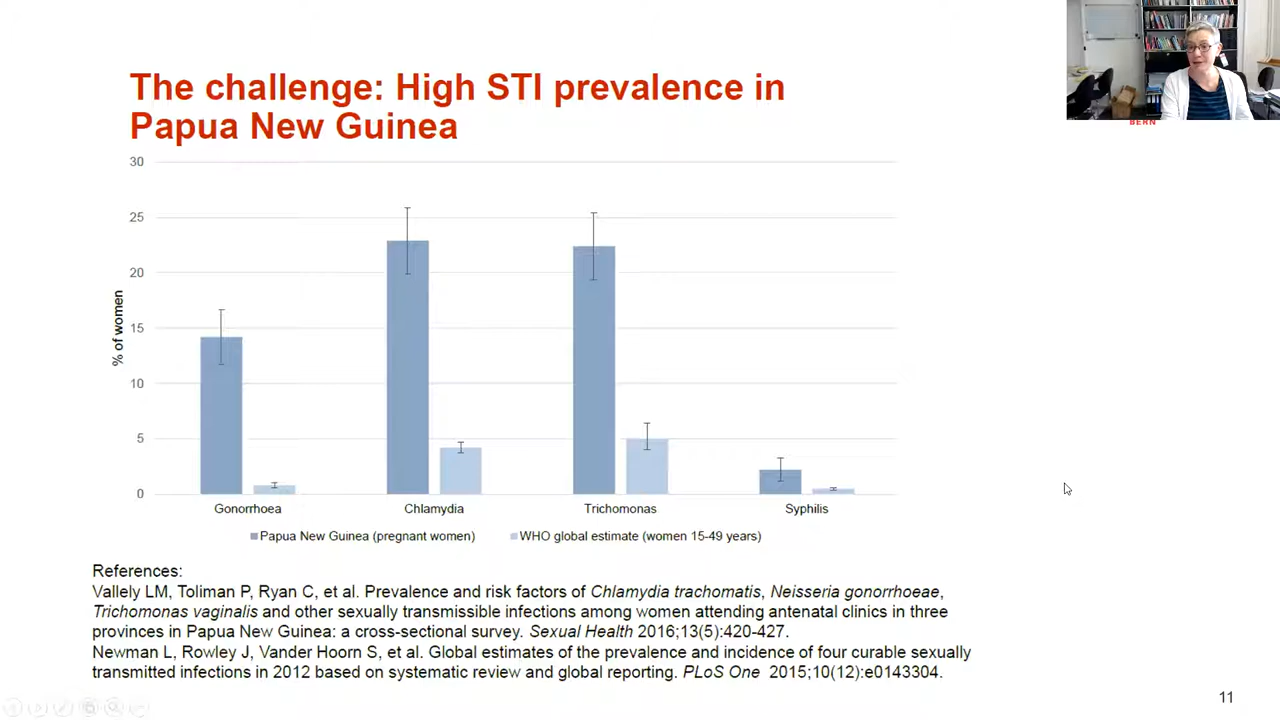 The challenge: High STI prevalence in
Papua New Guinea
BERN
30
25
20
15
10
5
0
% of women
Gonorrhoea
Chlamydia
Trichomonas
Syphilis
Papua New Guinea (pregnant women)
WHO global estimate (women 15-49 years)
References:
Vallely LM, Toliman P, Ryan C, et al. Prevalence and risk factors of Chlamydia trachomatis, Neisseria gonorrhoeae,
Trichomonas vaginalis and other sexually transmissible infections among women attending antenatal clinics in three
provinces in Papua New Guinea: a cross-sectional survey. Sexual Health 2016;13(5):420-427.
Newman L, Rowley J, Vander Hoorn S, et al. Global estimates of the prevalence and incidence of four curable sexually
transmitted infections in 2012 based on systematic review and global reporting. PLoS One 2015;10(12):e0143304.
11